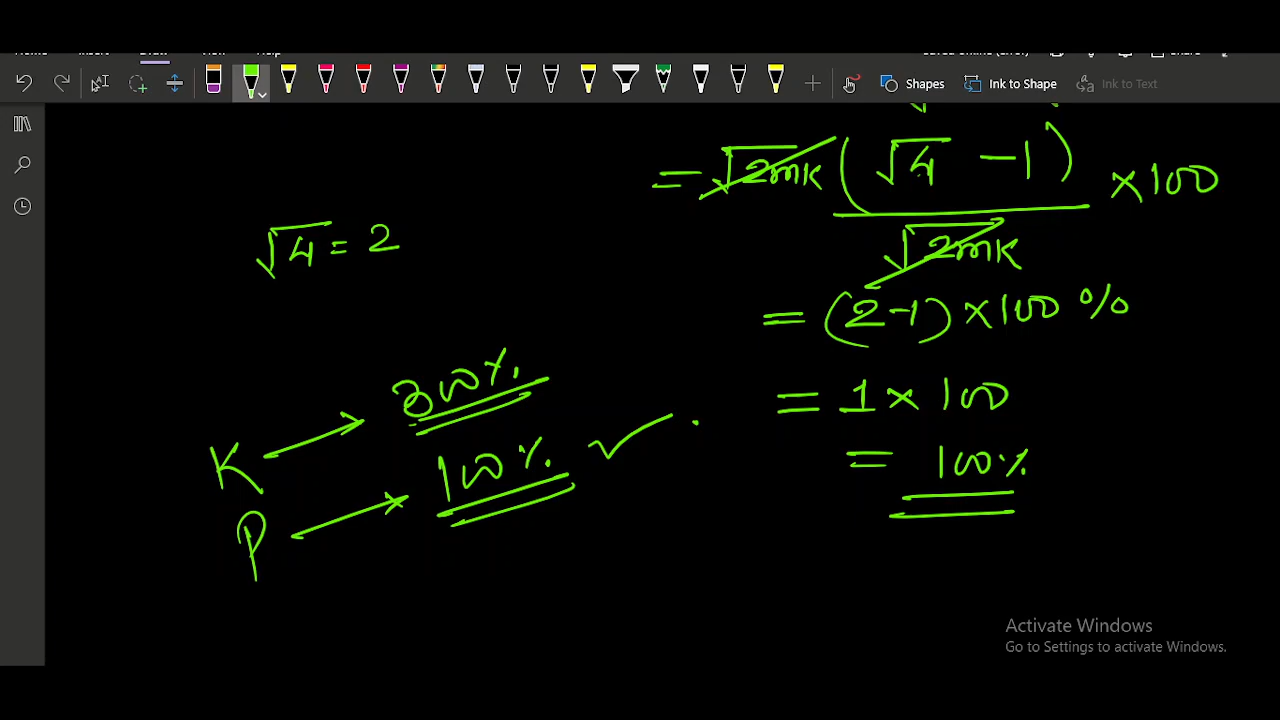 Shapes Ink to Shape Ink to Text
= √2mK (√4 - 1) × 100
√2mK
√4 = 2
= (2-1) × 100 %
K → 300%
= 1 × 100
P → 100% ✓.
= 100%
Activate Windows
Go to Settings to activate Windows.